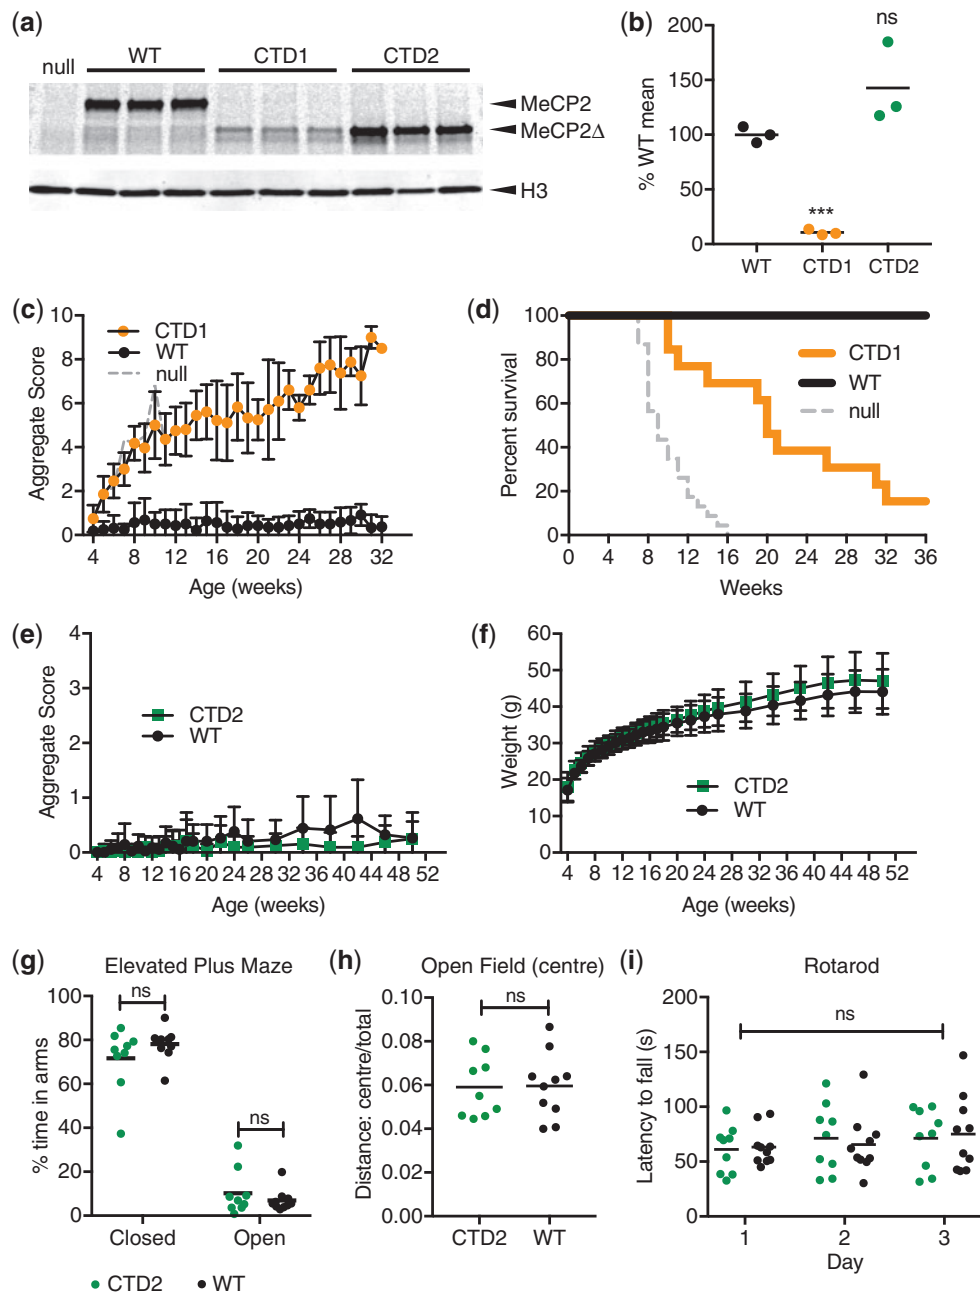 (a)
null WT CTD1 CTD2
MeCP2
MeCP2Δ
H3
(b)
ns
200
150
100
50
0
% WT mean
***
WT CTD1 CTD2
(c)
10
8
6
4
2
0
Aggregate Score
CTD1
WT
null
4 8 12 16 20 24 28 32
Age (weeks)
(d)
100
80
60
40
20
0
Percent survival
CTD1
WT
null
0 4 8 12 16 20 24 28 32 36
Weeks
(e)
4
3
2
1
0
Aggregate Score
CTD2
WT
4 8 12 16 20 24 28 32 36 40 44 48 52
Age (weeks)
(f)
60
50
40
30
20
10
0
Weight (g)
CTD2
WT
4 8 12 16 20 24 28 32 36 40 44 48 52
Age (weeks)
(g) Elevated Plus Maze
100
80
60
40
20
0
% time in arms
ns
ns
Closed Open
CTD2 WT
(h) Open Field (centre)
0.10
0.08
0.06
0.04
0.02
0.00
Distance: centre/total
ns
CTD2 WT
(i) Rotarod
200
150
100
50
0
Latency to fall (s)
ns
1 2 3
Day